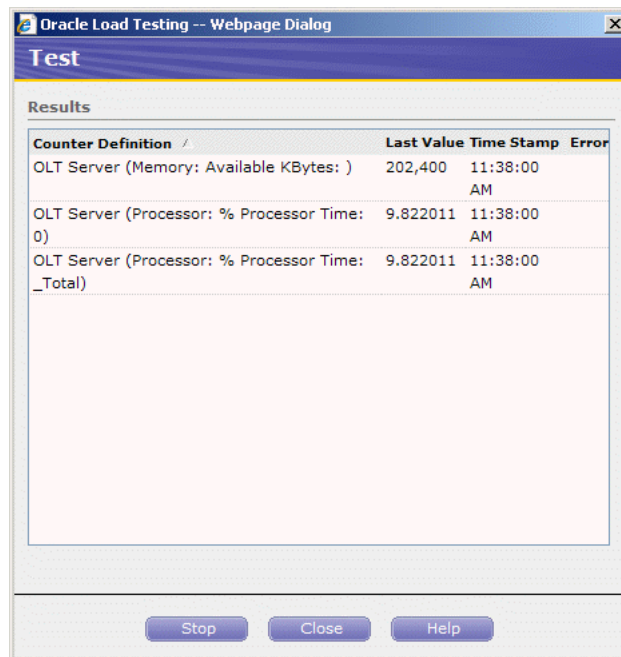 Oracle Load Testing -- Webpage Dialog
Test
Results
Counter Definition Last Value Time Stamp Error
OLT Server (Memory: Available KBytes: ) 202,400 11:38:00
AM
OLT Server (Processor: % Processor Time: 9.822011 11:38:00
0) AM
OLT Server (Processor: % Processor Time: 9.822011 11:38:00
_Total) AM
Stop Close Help